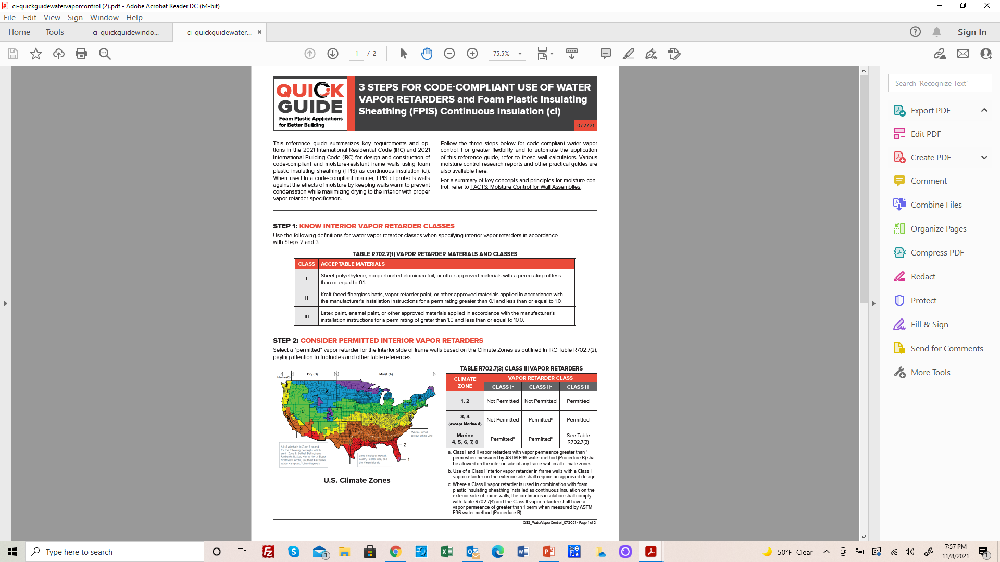 ci-quickguidewatervaporcontrol (2).pdf - Adobe Acrobat Reader DC (64-bit)
File Edit View Sign Window Help
Home Tools ci-quickguidewindo... ci-quickguidewater... × Sign In
1 / 2 75.5%
QUICK
GUIDE
Foam Plastic Applications
for Better Building
3 STEPS FOR CODE-COMPLIANT USE OF WATER
VAPOR RETARDERS and Foam Plastic Insulating
Sheathing (FPIS) Continuous Insulation (ci)
07.27.21
This reference guide summarizes key requirements and op-
tions in the 2021 International Residential Code (IRC) and 2021
International Building Code (IBC) for design and construction of
code-compliant and moisture-resistant frame walls using foam
plastic insulating sheathing (FPIS) as continuous insulation (ci).
When used in a code-compliant manner, FPIS ci protects walls
against the effects of moisture by keeping walls warm to prevent
condensation while maximizing drying to the interior with proper
vapor retarder specification.
Follow the three steps below for code-compliant water vapor
control. For greater flexibility and to automate the application
of this reference guide, refer to these wall calculators. Various
moisture control research reports and other practical guides are
also available here.
For a summary of key concepts and principles for moisture con-
trol, refer to FACTS: Moisture Control for Wall Assemblies.
STEP 1: KNOW INTERIOR VAPOR RETARDER CLASSES
Use the following definitions for water vapor retarder classes when specifying interior vapor retarders in accordance
with Steps 2 and 3:
TABLE R702.7(1) VAPOR RETARDER MATERIALS AND CLASSES
CLASS ACCEPTABLE MATERIALS
I Sheet polyethylene, nonperforated aluminum foil, or other approved materials with a perm rating of less
than or equal to 0.1.
II Kraft-faced fiberglass batts, vapor retarder paint, or other approved materials applied in accordance with
the manufacturer's installation instructions for a perm rating greater than 0.1 and less than or equal to 1.0.
III Latex paint, enamel paint, or other approved materials applied in accordance with the manufacturer's
installation instructions for a perm rating of grater than 1.0 and less than or equal to 10.0.
STEP 2: CONSIDER PERMITTED INTERIOR VAPOR RETARDERS
Select a “permitted” vapor retarder for the interior side of frame walls based on the Climate Zones as outlined in IRC Table R702.7(2),
paying attention to footnotes and other table references:
Marine (C) Dry (B) Moist (A)
7
6
6
4
5
5
4
3
3
2
2
2
1
Warm-Humid
Below White Line
All of Alaska is in Zone 7 except
for the following boroughs which
are in Zone 8: Bethel, Dellingham,
Fairbanks N. Star, Nome, North Slope,
Northwest Arctic, Southeast Fairbanks,
Wade Hampton, Yukon-Koyukuk
Zone 1 includes Hawaii,
Guam, Puerto Rico, and
the Virgin Islands
U.S. Climate Zones
TABLE R702.7(3) CLASS III VAPOR RETARDERS
CLIMATE
ZONE
VAPOR RETARDER CLASS
CLASS Iᵃ CLASS IIᵃ CLASS III
1, 2 Not Permitted Not Permitted Permitted
3, 4
(except Marine 4)
Not Permitted Permittedᶜ Permitted
Marine
4, 5, 6, 7, 8
Permittedᵇ Permittedᶜ See Table
R702.7(3)
a. Class I and II vapor retarders with vapor permeance greater than 1
perm when measured by ASTM E96 water method (Procedure B) shall
be allowed on the interior side of any frame wall in all climate zones.
b. Use of a Class I interior vapor retarder in frame walls with a Class I
vapor retarder on the exterior side shall require an approved design.
c. Where a Class II vapor retarder is used in combination with foam
plastic insulating sheathing installed as continuous insulation on the
exterior side of frame walls, the continuous insulation shall comply
with Table R702.7(4) and the Class II vapor retarder shall have a
vapor permeance of greater than 1 perm when measured by ASTM
E96 water method (Procedure B).
QG2_WaterVaporControl_07.2021 • Page 1 of 2
Search 'Recognize Text'
Export PDF
Edit PDF
Create PDF
Comment
Combine Files
Organize Pages
Compress PDF
Redact
Protect
Fill & Sign
Send for Comments
More Tools
Type here to search
50°F Clear
7:57 PM
11/8/2021